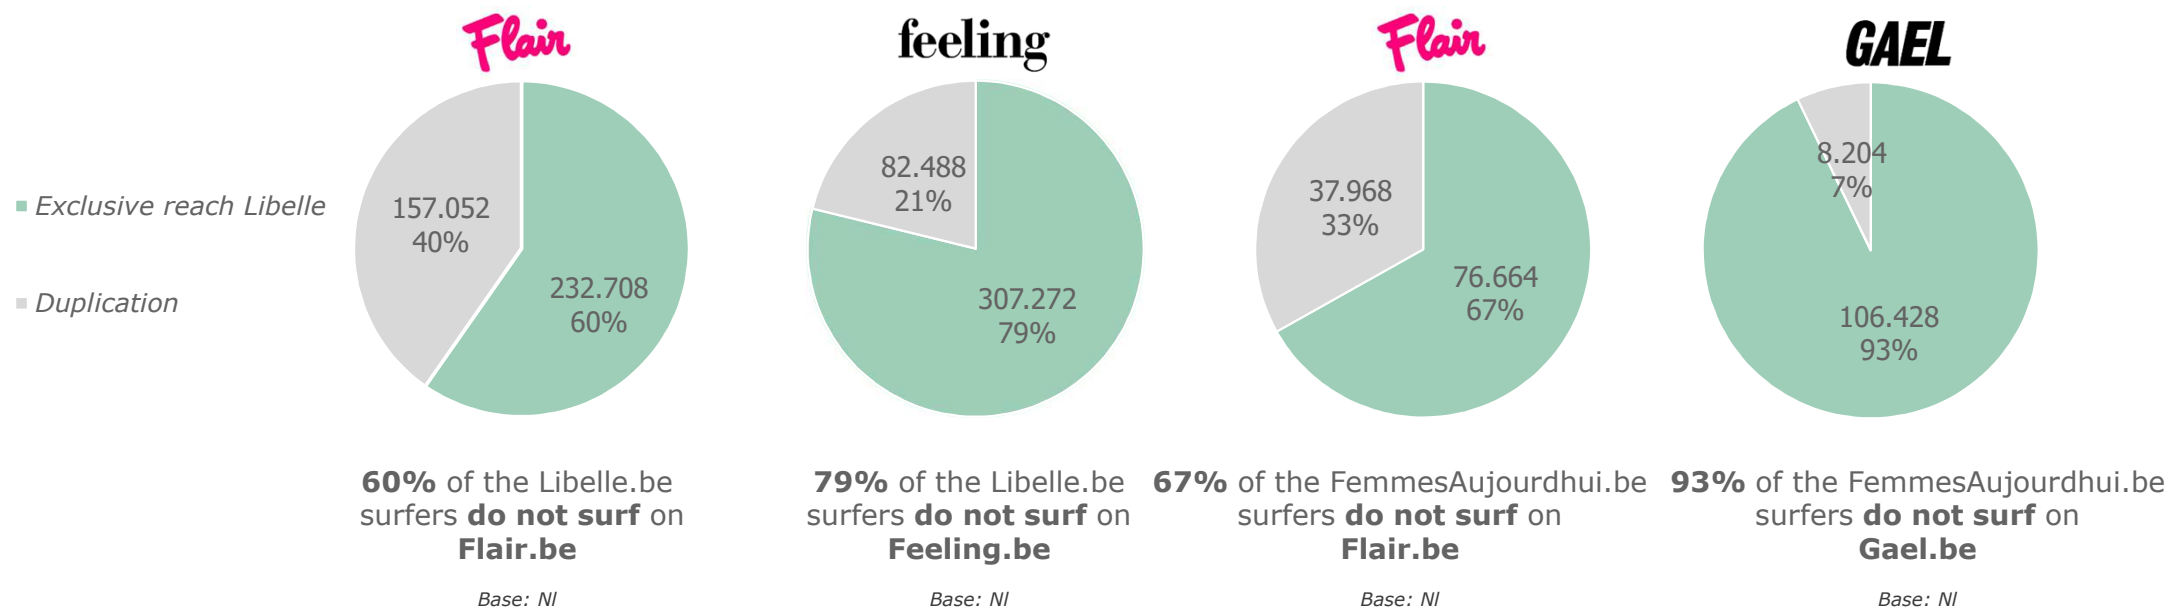 Flair
feeling
Flair
GAEL
Exclusive reach Libelle
Duplication
157.052
40%
232.708
60%
82.488
21%
307.272
79%
37.968
33%
76.664
67%
8.204
7%
106.428
93%
60% of the Libelle.be
surfers do not surf on
Flair.be
Base: Nl
79% of the Libelle.be
surfers do not surf on
Feeling.be
Base: Nl
67% of the FemmesAujourdhui.be
surfers do not surf on
Flair.be
Base: Nl
93% of the FemmesAujourdhui.be
surfers do not surf on
Gael.be
Base: Nl